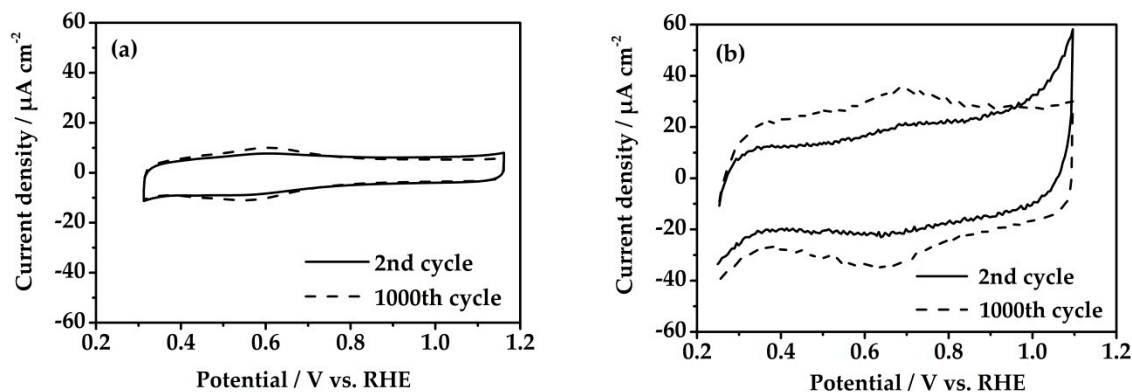 (a)
60
40
20
0
-20
-40
-60
Current density / μA cm-2
2nd cycle
1000th cycle
0.2 0.4 0.6 0.8 1.0 1.2
Potential / V vs. RHE
(b)
60
40
20
0
-20
-40
-60
Current density / μA cm-2
2nd cycle
1000th cycle
0.2 0.4 0.6 0.8 1.0 1.2
Potential / V vs. RHE